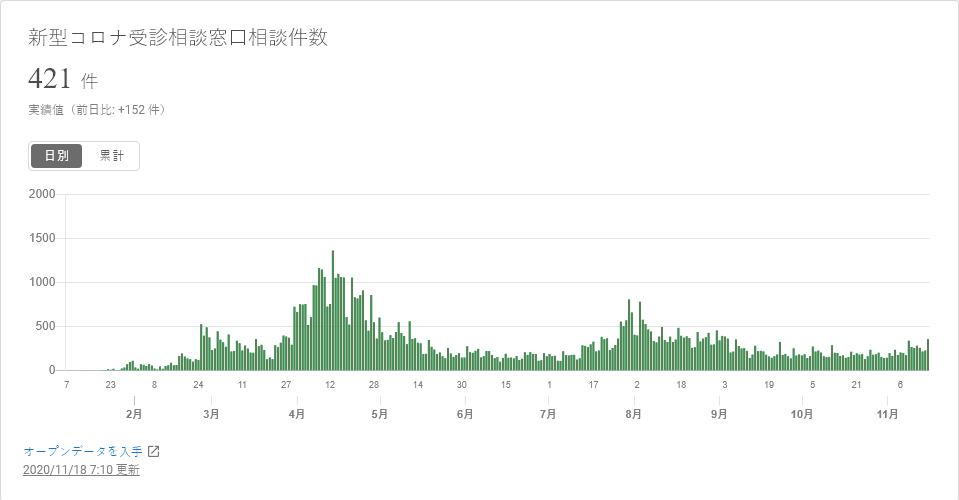 新型コロナ受診相談窓口相談件数
421 件
実績値（前日比: +152 件）
日別 累計
2000
1500
1000
500
0
7 23 8 24 11 27 12 28 14 30 15 1 17 2 18 3 19 5 21 6
2月 3月 4月 5月 6月 7月 8月 9月 10月 11月
オープンデータを入手
2020/11/18 7:10 更新